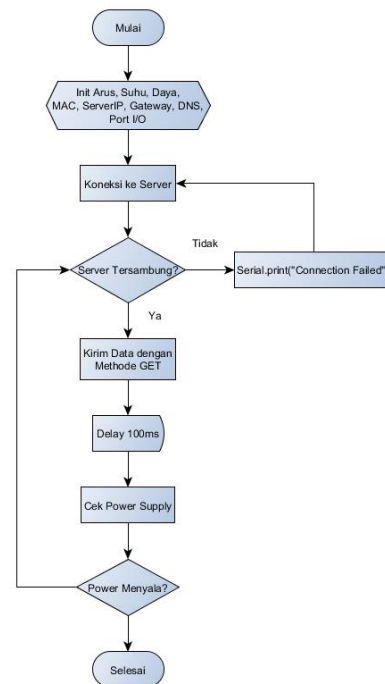 Mulai
Init Arus, Suhu, Daya,
MAC, ServerIP, Gateway, DNS,
Port I/O
Koneksi ke Server
Tidak
Server Tersambung?
Serial.print("Connection Failed"
Ya
Kirim Data dengan
Methode GET
Delay 100ms
Cek Power Supply
Power Menyala?
Selesai